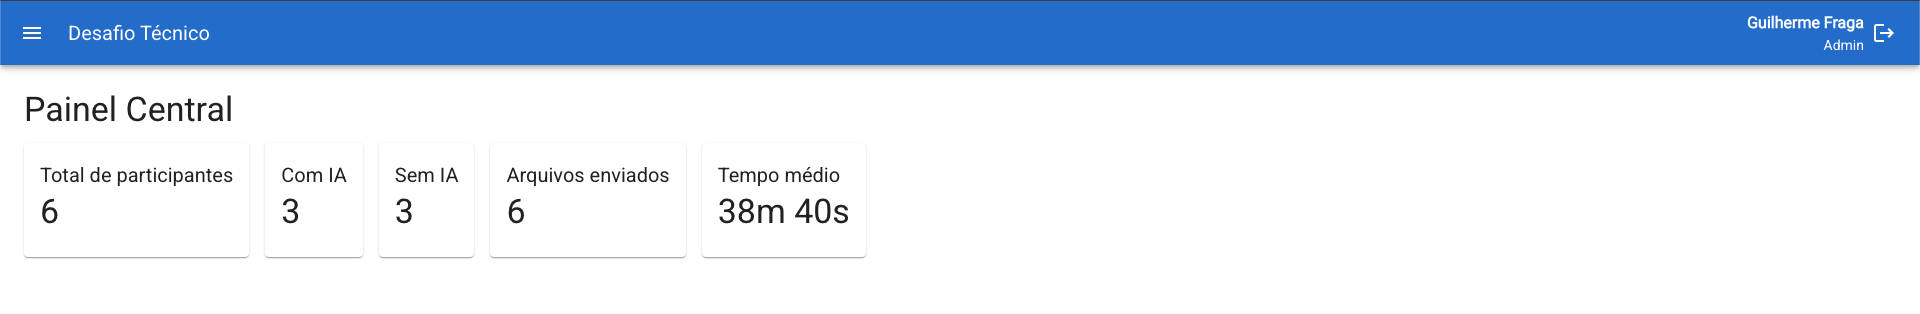 Desafio Técnico
Guilherme Fraga
Admin
Painel Central
Total de participantes
6
Com IA
3
Sem IA
3
Arquivos enviados
6
Tempo médio
38m 40s